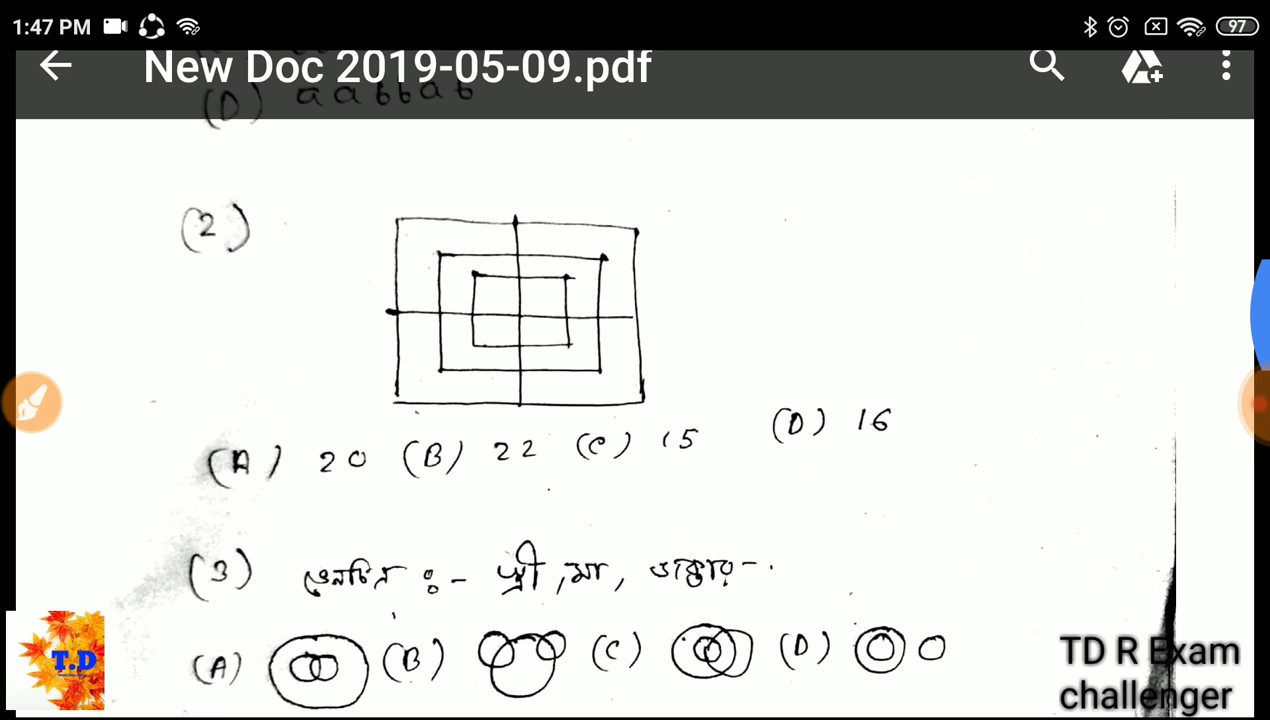 1:47 PM
97
New Doc 2019-05-09.pdf
(D) a a b b a b
(2)
(A) 20 (B) 22 (C) 15 (D) 16
(3) ভেনচিত্র :- স্ত্রী, মা, ডাক্তার-
(A) (B) (C) (D)
T.D
TD R Exam
challenger